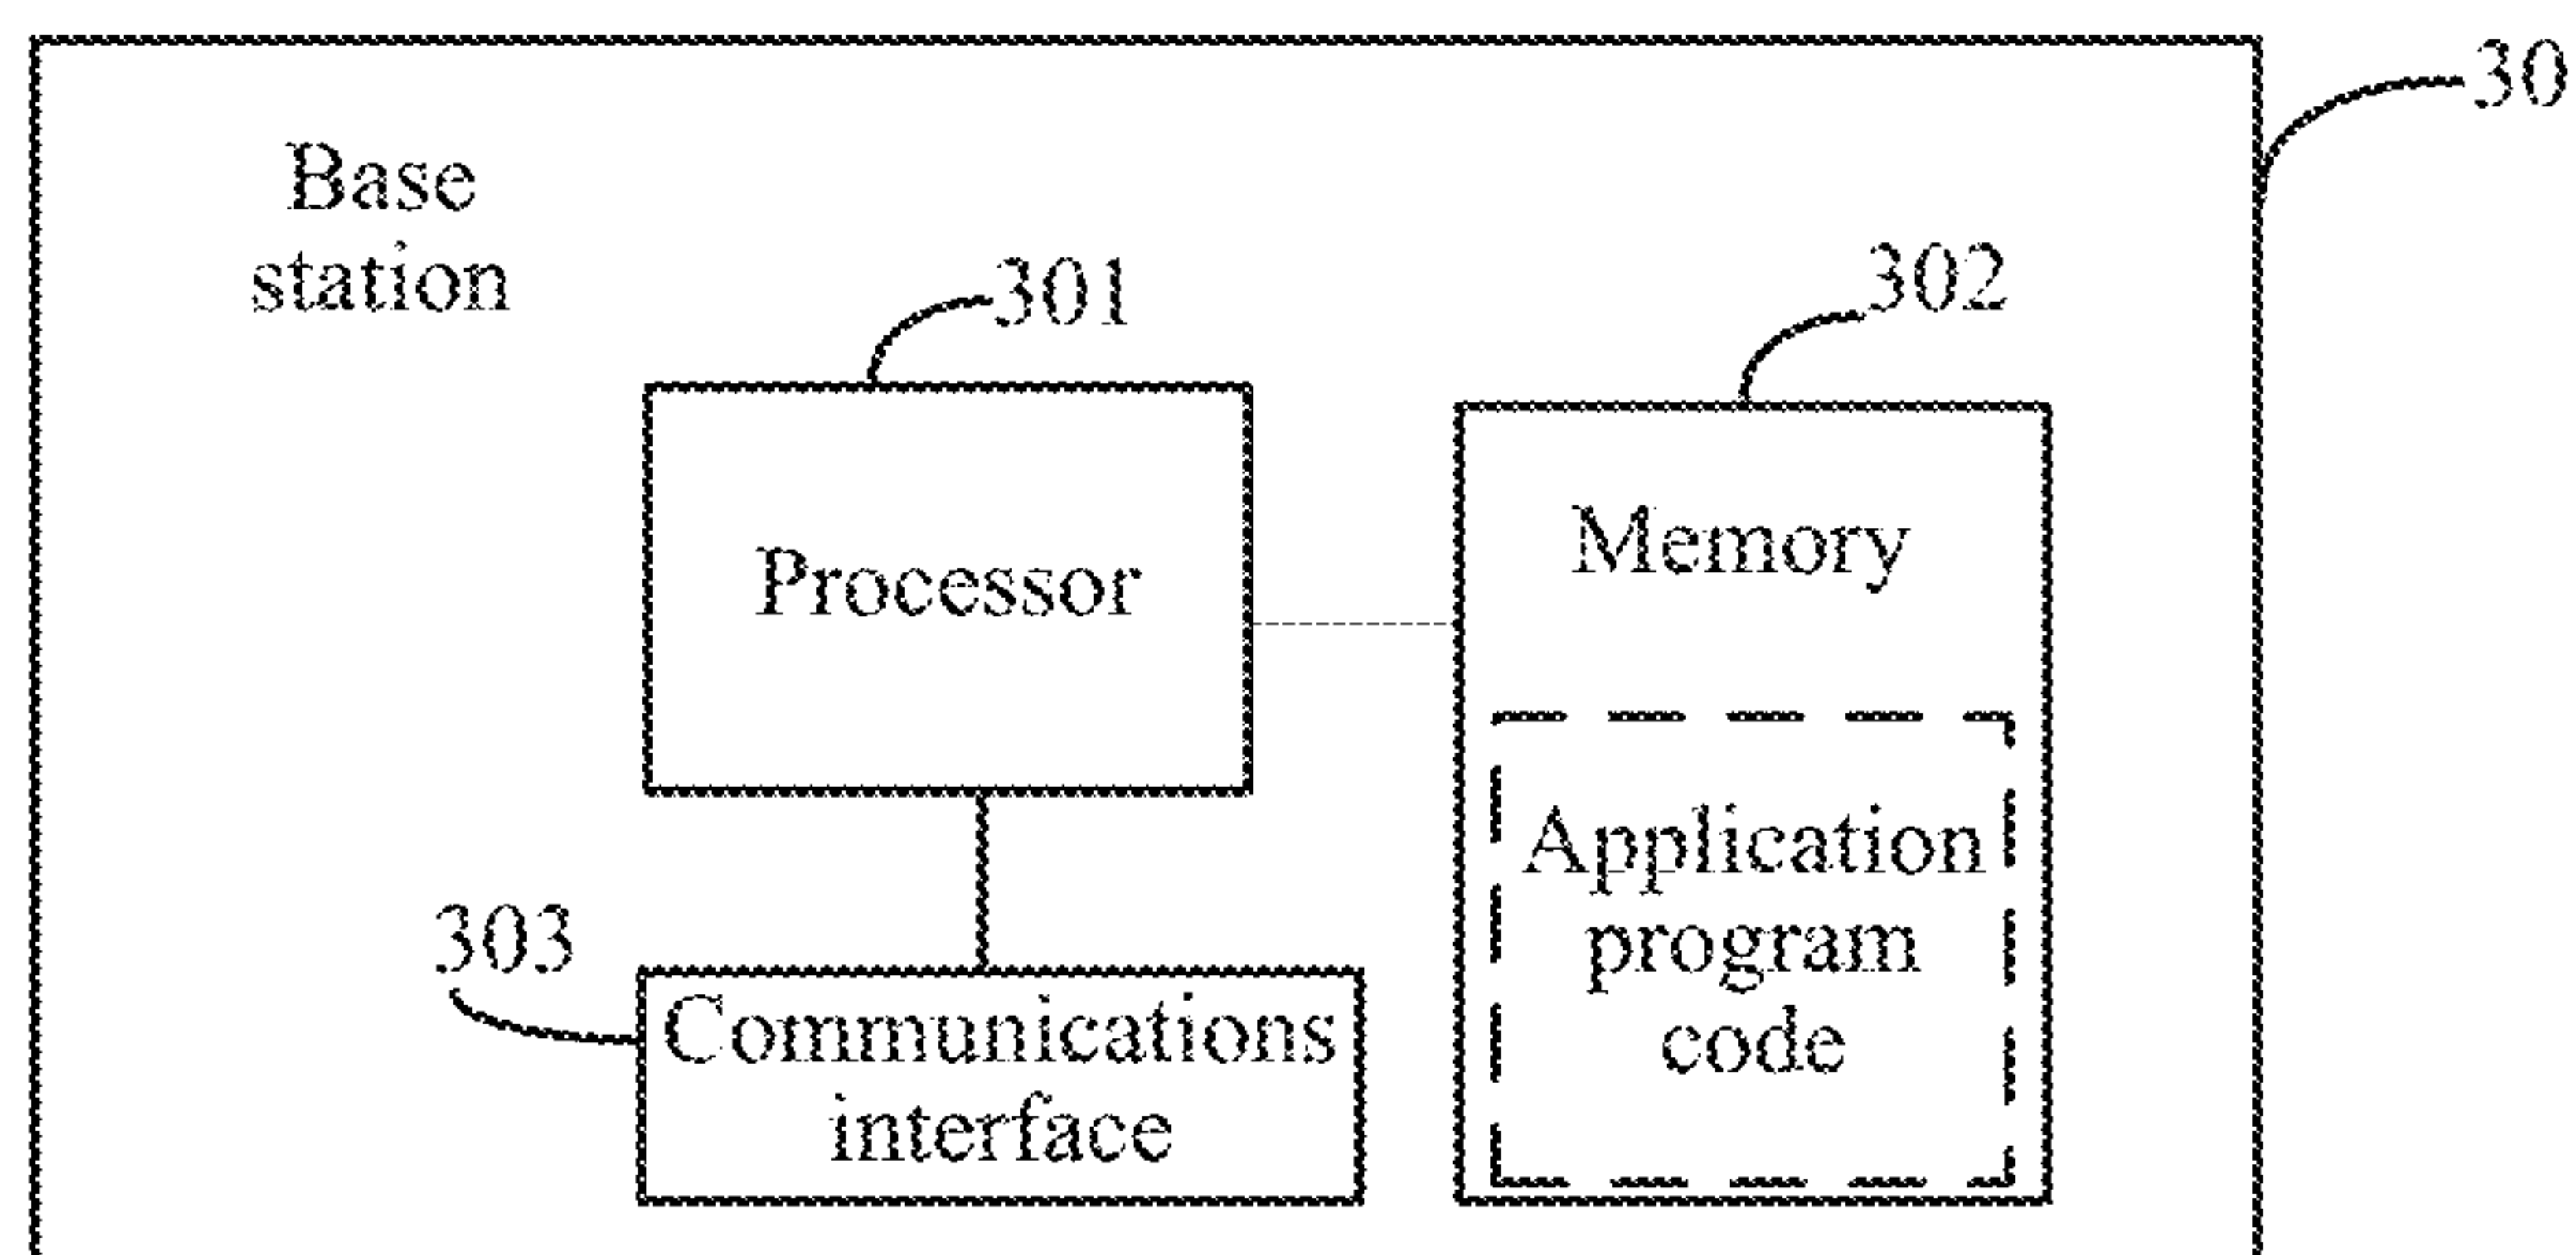 30
Base
station
301
302
Processor
Memory
Application
program
code
303
Communications
interface